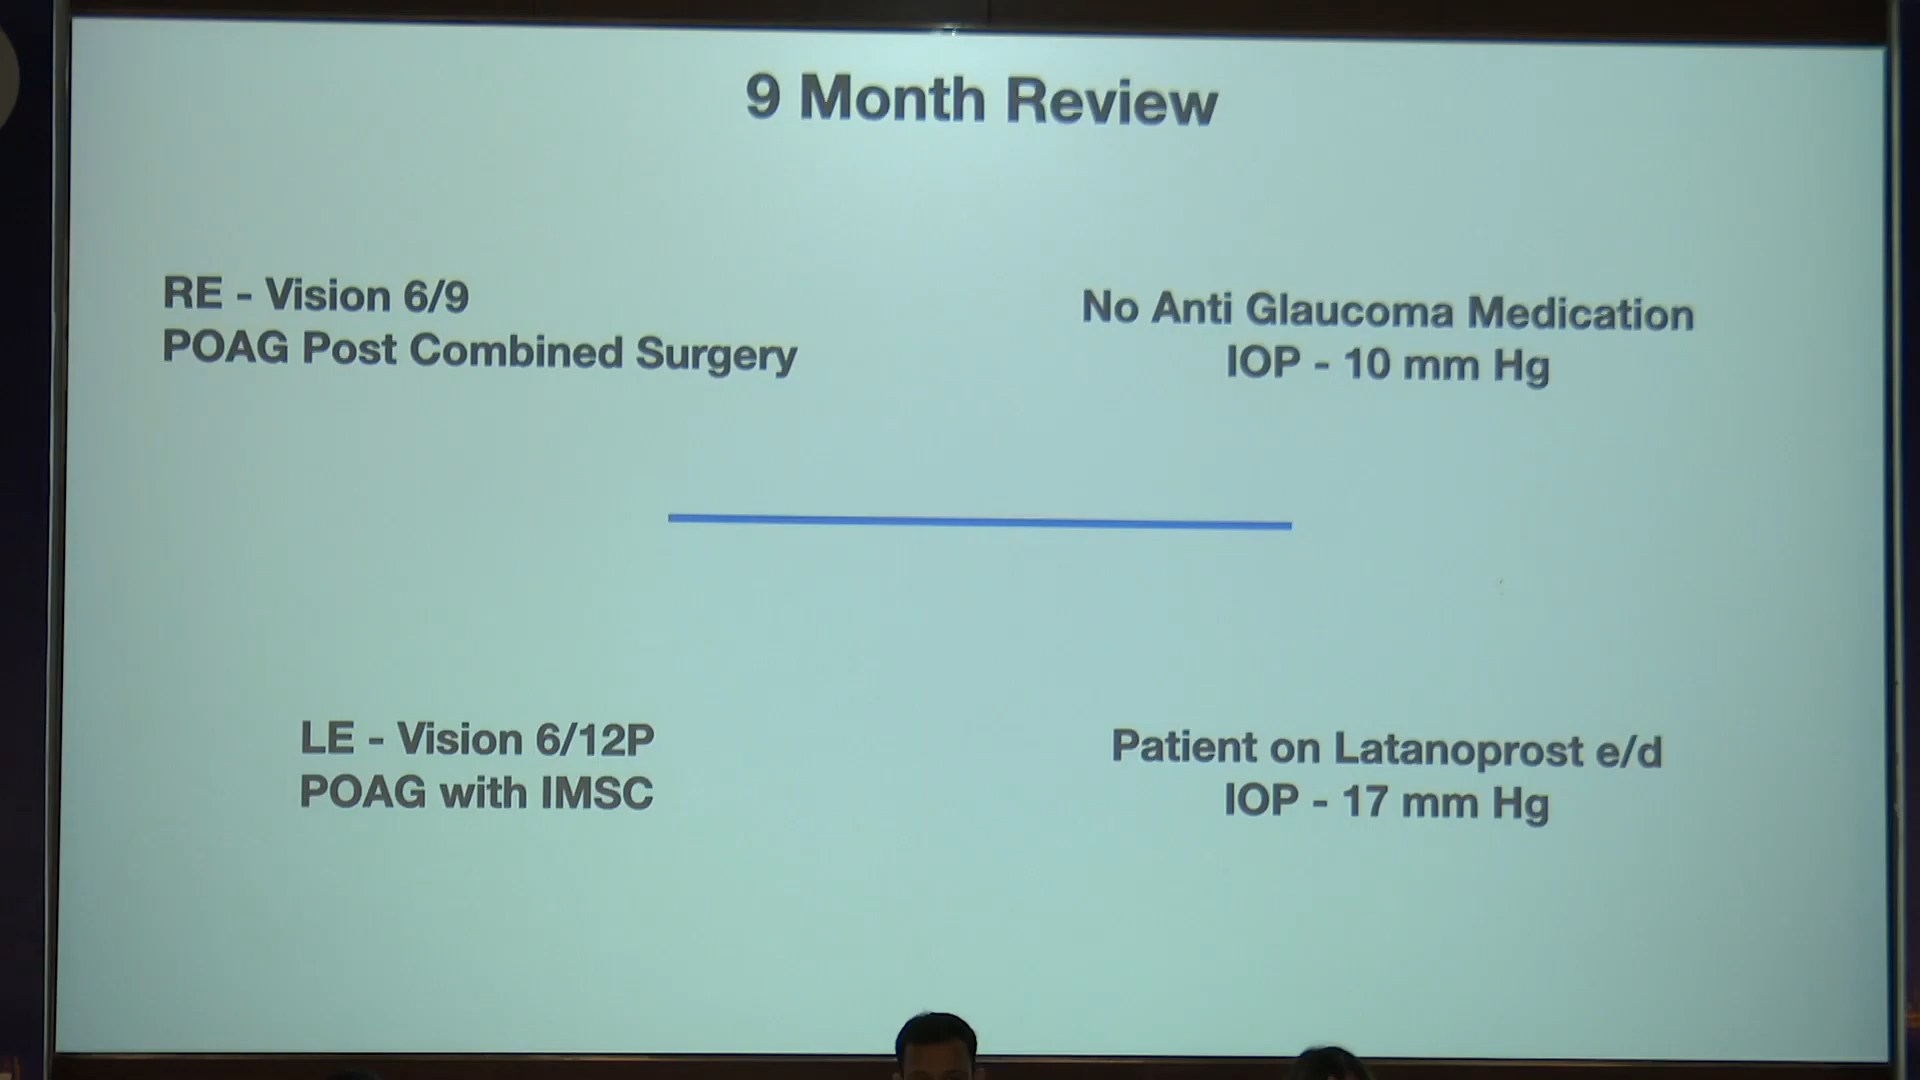 9 Month Review
RE - Vision 6/9
POAG Post Combined Surgery
No Anti Glaucoma Medication
IOP - 10 mm Hg
LE - Vision 6/12P
POAG with IMSC
Patient on Latanoprost e/d
IOP - 17 mm Hg